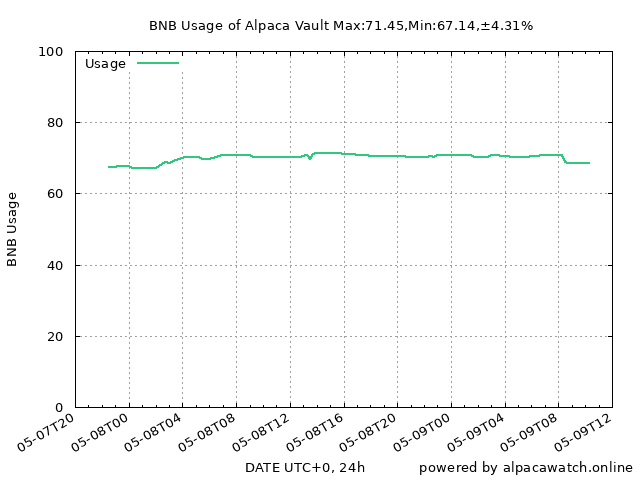 BNB Usage of Alpaca Vault Max:71.45,Min:67.14,±4.31%
Usage
100
80
60
40
20
0
BNB Usage
05-07T20
05-08T00
05-08T04
05-08T08
05-08T12
05-08T16
05-08T20
05-09T00
05-09T04
05-09T08
05-09T12
DATE UTC+0, 24h
powered by alpacawatch.online